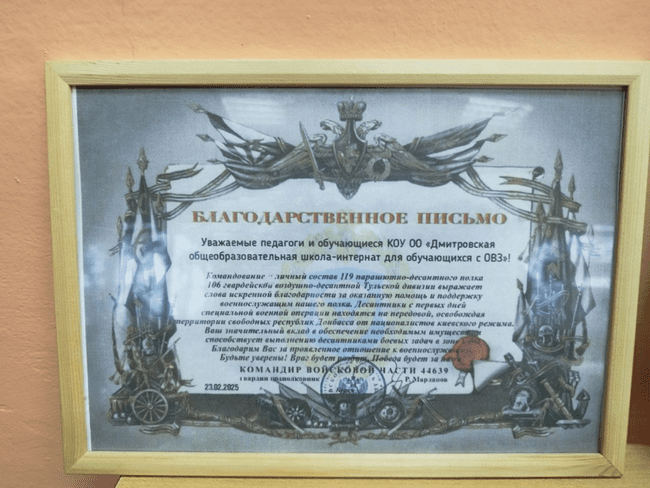 БЛАГОДАРСТВЕННОЕ ПИСЬМО
Уважаемые педагоги и обучающиеся КОУ ОО «Дмитровская
общеобразовательная школа-интернат для обучающихся с ОВЗ»!
Командование и личный состав 119 парашютно-десантного полка
106 гвардейской воздушно-десантной Тульской дивизии выражает
слова искренней благодарности за оказанную помощь и поддержку
военнослужащим нашего полка. Десантники с первых дней
специальной военной операции находятся на передовой, освобождая
территории свободных республик Донбасса от националистов киевского режима.
Ваш значительный вклад в обеспечение необходимым имуществом
способствует выполнению десантниками боевых задач в зоне
Благодарим Вас за проявленное отношение к военнослужащим
Будьте уверены! Враг будет разбит. Победа будет за
КОМАНДИР ВОЙСКОВОЙ ЧАСТИ 44639
гвардии подполковник Р.
23.02.2025